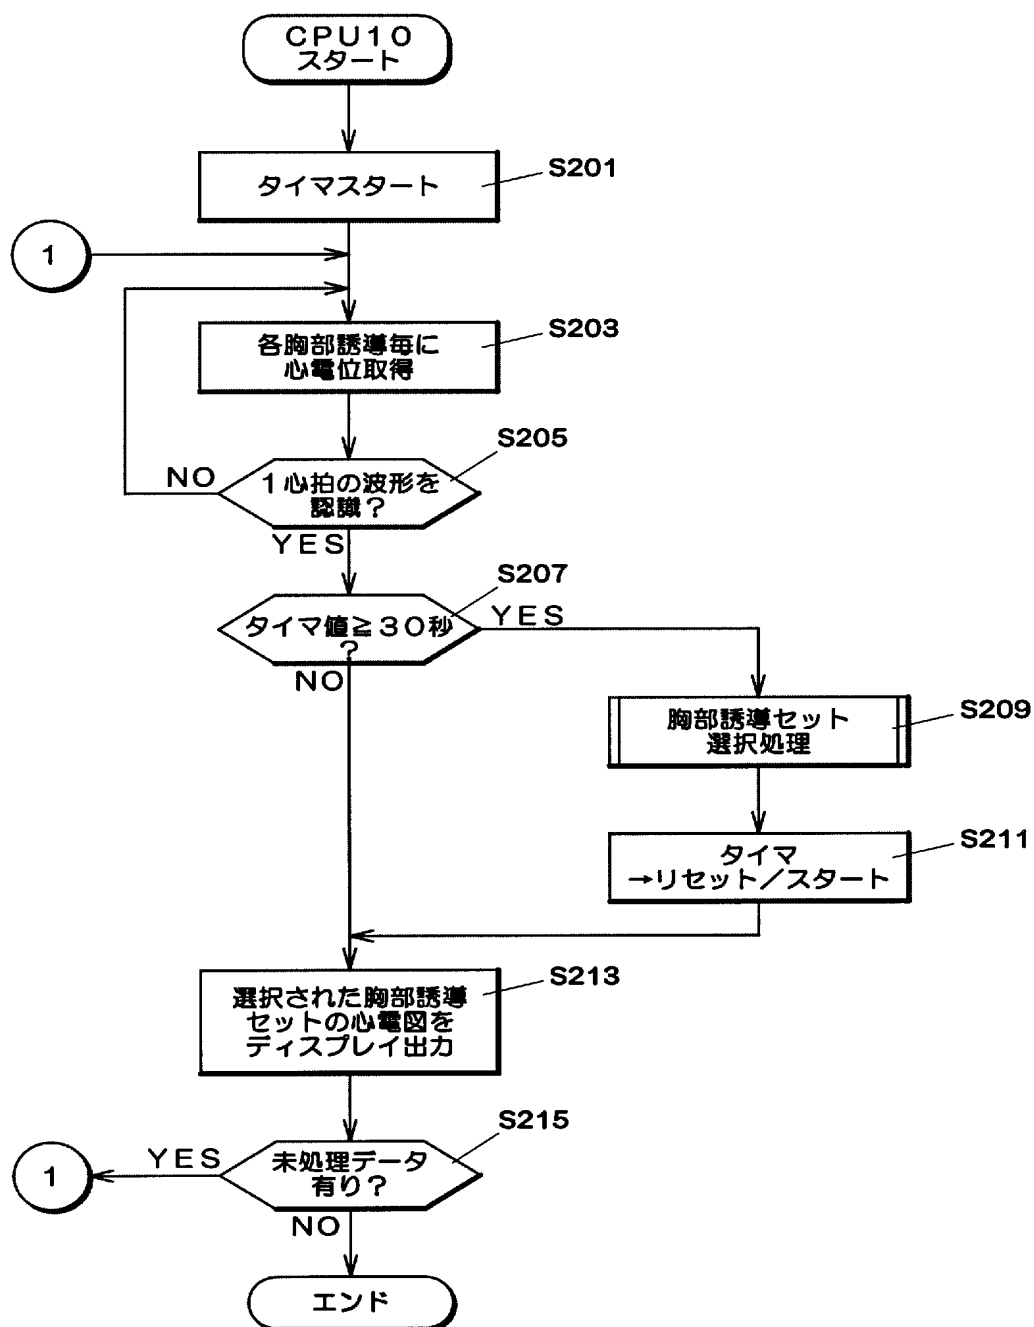 CPU10
スタート
タイマスタート
S201
1
各胸部誘導毎に
心電位取得
S203
1心拍の波形を
認識?
S205
NO
YES
タイマ値≧30秒
?
S207
YES
NO
胸部誘導セット
選択処理
S209
タイマ
→リセット/スタート
S211
選択された胸部誘導
セットの心電図を
ディスプレイ出力
S213
未処理データ
有り?
S215
YES
1
NO
エンド